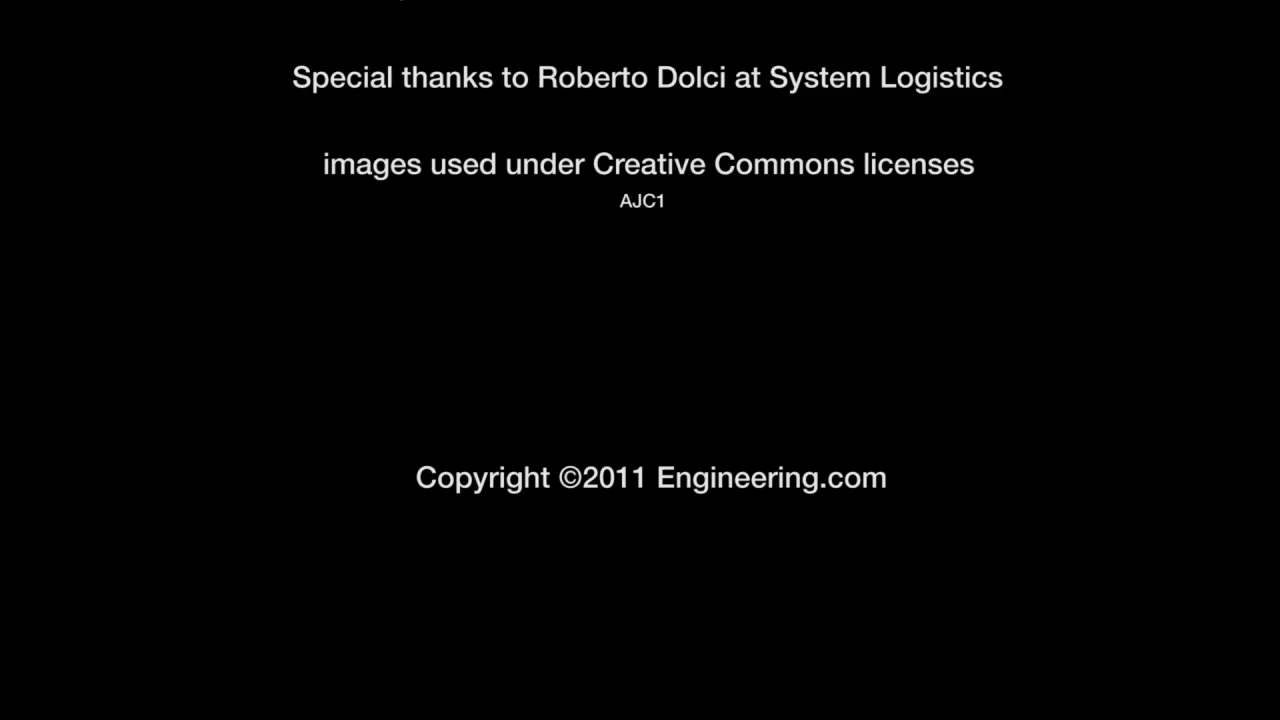 Special thanks to Roberto Dolci at System Logistics
images used under Creative Commons licenses
AJC1
Copyright ©2011 Engineering.com